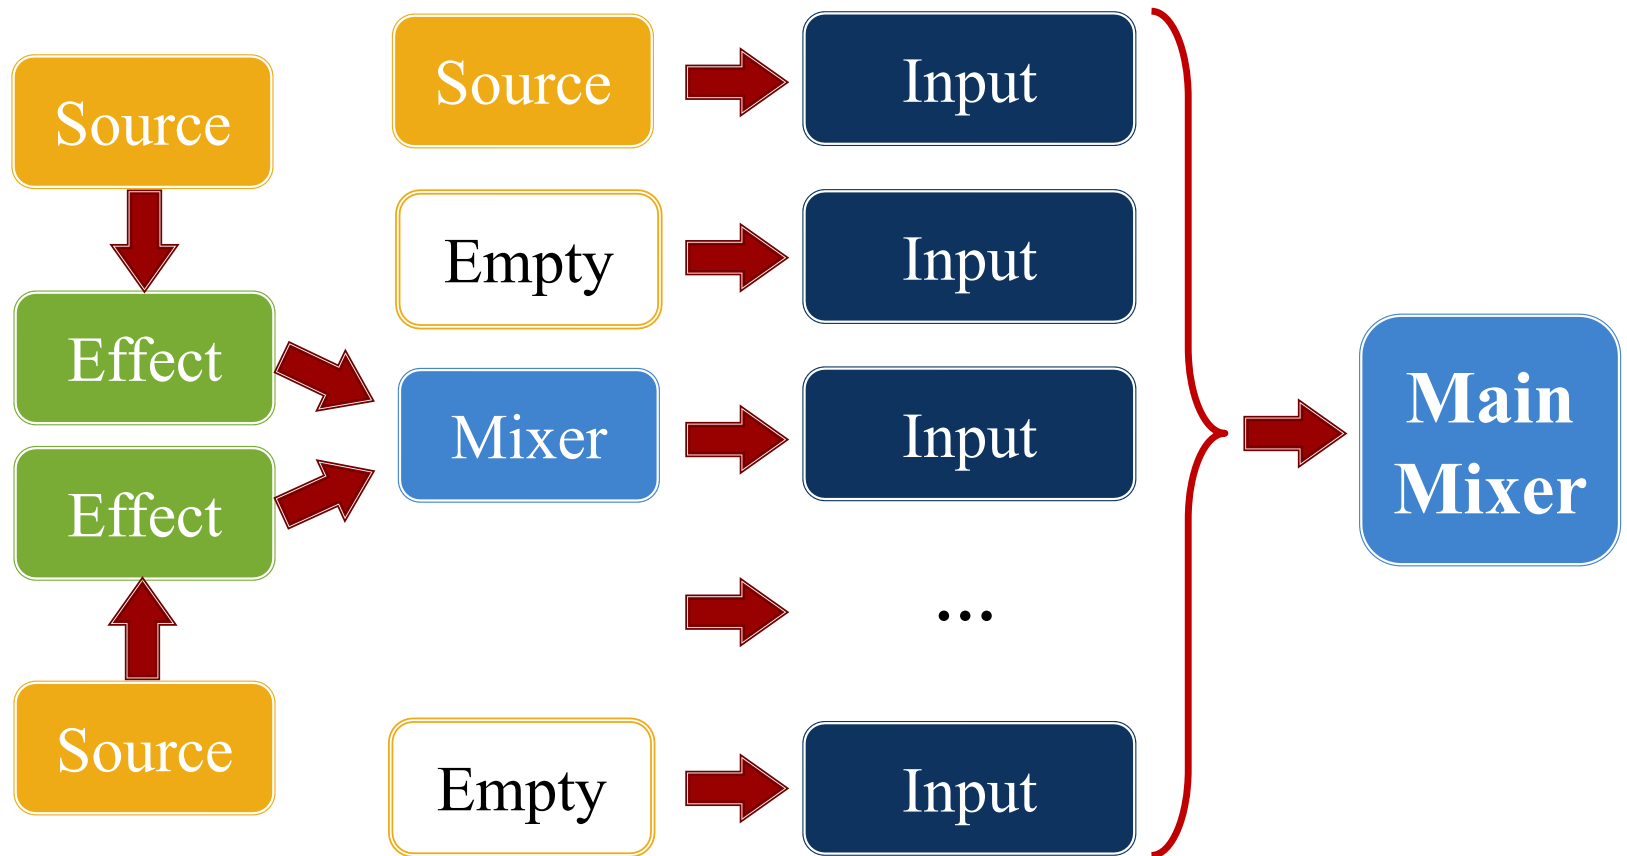 Source
Source
Input
Empty
Input
Effect
Mixer
Input
Main
Mixer
Effect
...
Source
Empty
Input